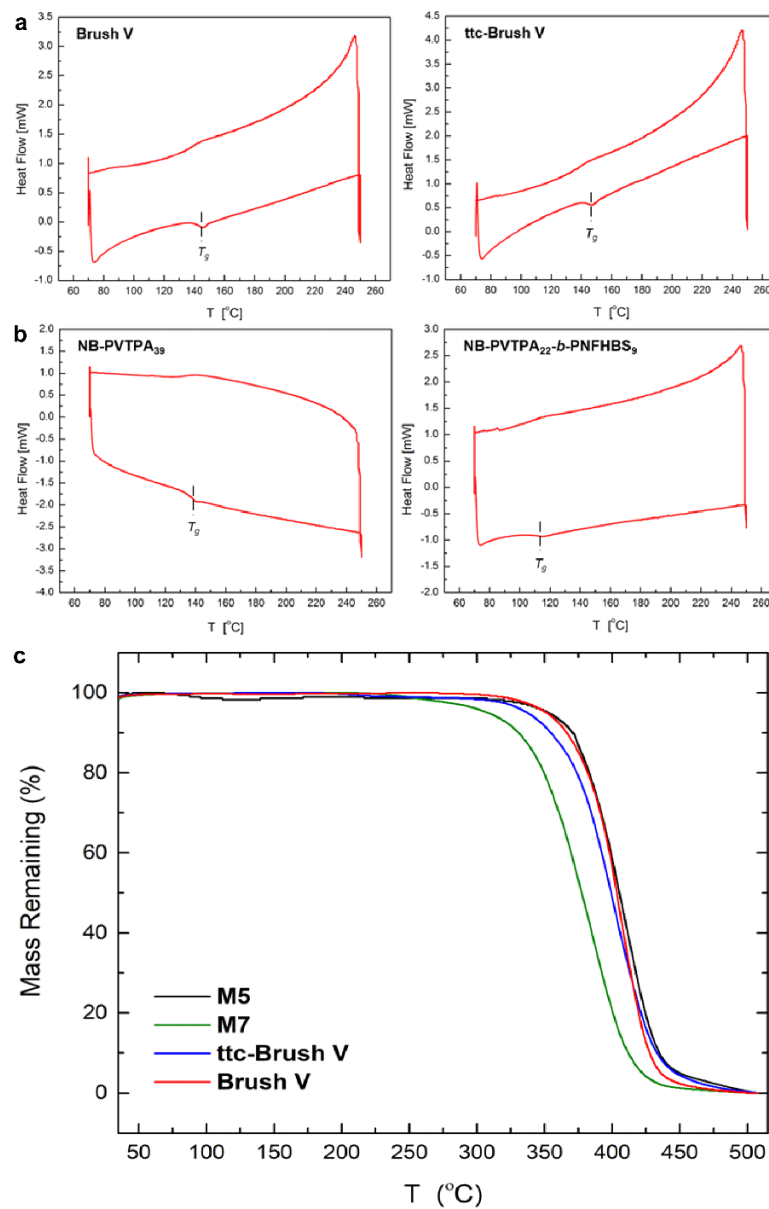 a
Brush V
Heat Flow [mW]
3.5
3.0
2.5
2.0
1.5
1.0
0.5
0.0
-0.5
-1.0
Tg
60 80 100 120 140 160 180 200 220 240 260
T [°C]
ttc-Brush V
Heat Flow [mW]
4.5
4.0
3.5
3.0
2.5
2.0
1.5
1.0
0.5
0.0
-0.5
-1.0
Tg
60 80 100 120 140 160 180 200 220 240 260
T [°C]
b
NB-PVTPA₃₉
Heat Flow [mW]
2.0
1.5
1.0
0.5
0.0
-0.5
-1.0
-1.5
-2.0
-2.5
-3.0
-3.5
-4.0
Tg
60 80 100 120 140 160 180 200 220 240 260
T [°C]
NB-PVTPA₂₂-b-PNFHBS₉
Heat Flow [mW]
3.0
2.5
2.0
1.5
1.0
0.5
0.0
-0.5
-1.0
-1.5
-2.0
Tg
60 80 100 120 140 160 180 200 220 240 260
T [°C]
c
Mass Remaining (%)
100
80
60
40
20
0
M5
M7
ttc-Brush V
Brush V
50 100 150 200 250 300 350 400 450 500
T (°C)